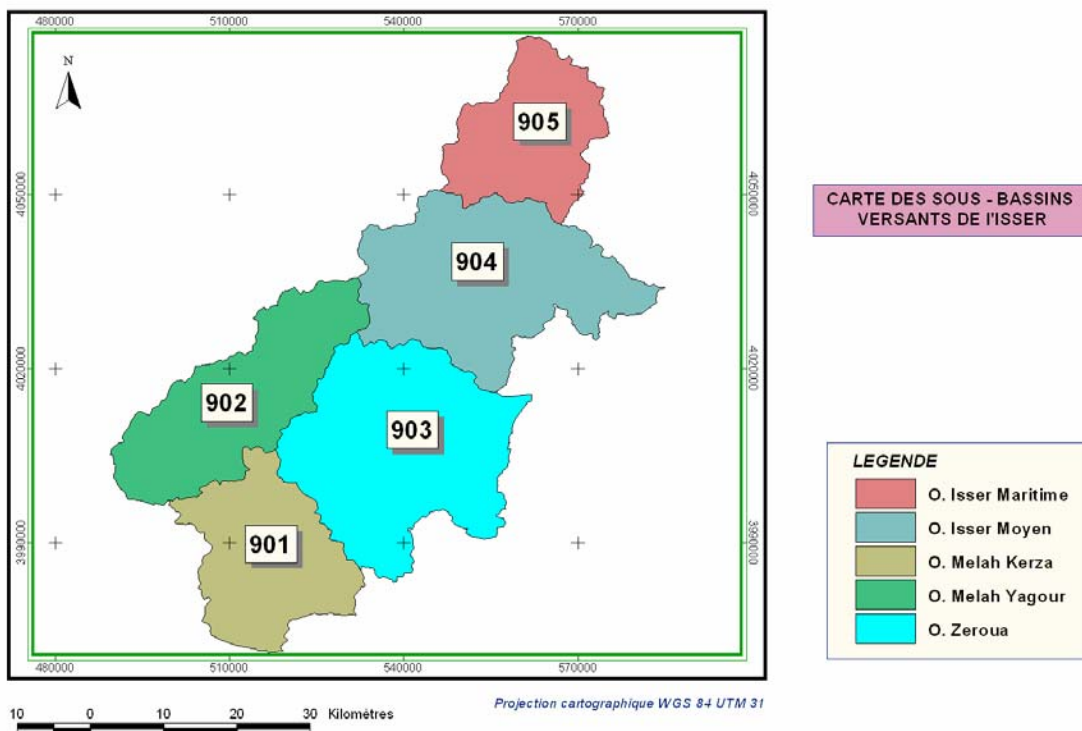 480000 510000 540000 570000
N
905
4050000 4050000
CARTE DES SOUS - BASSINS
VERSANTS DE l'ISSER
904
4020000 4020000
902
903
LEGENDE
O. Isser Maritime
O. Isser Moyen
O. Melah Kerza
O. Melah Yagour
O. Zeroua
3990000 3990000
901
480000 510000 540000 570000
Projection cartographique WGS 84 UTM 31
10 0 10 20 30 Kilomètres